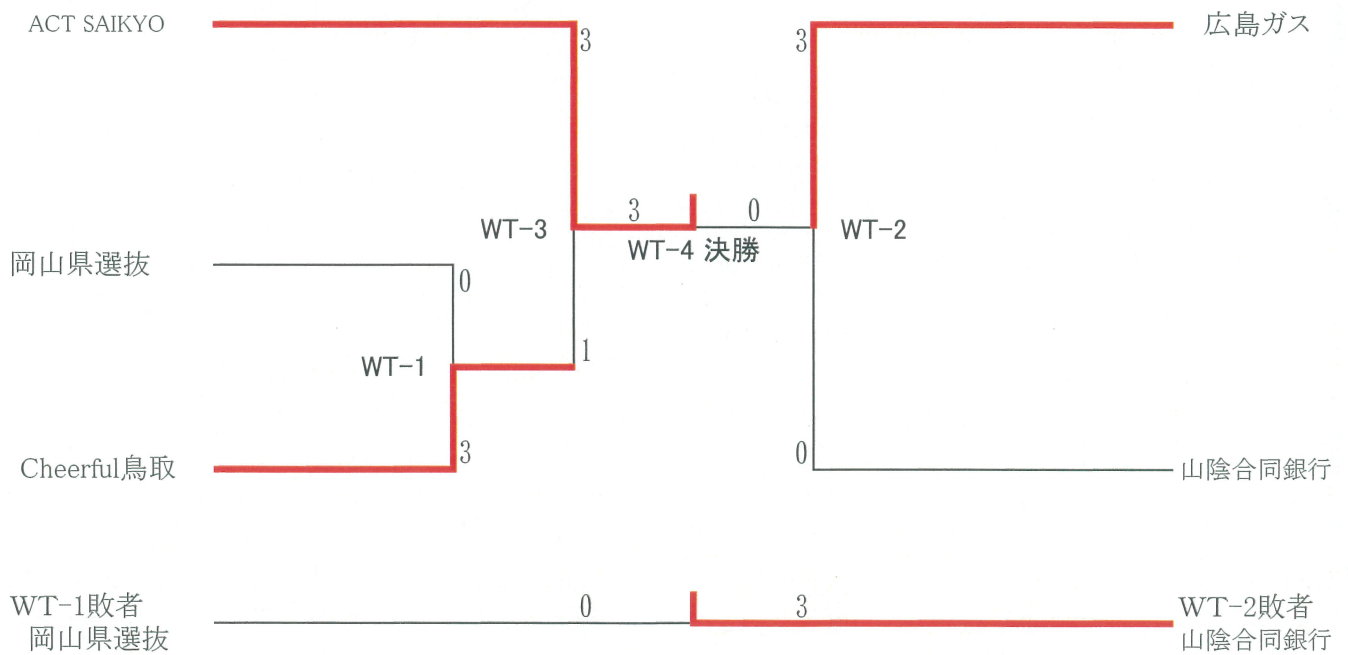 ACT SAIKYO
広島ガス
3
3
3
0
WT-3
WT-2
WT-4 決勝
岡山県選抜
0
1
WT-1
3
0
Cheerful鳥取
山陰合同銀行
WT-1敗者
0
3
WT-2敗者
岡山県選抜
山陰合同銀行